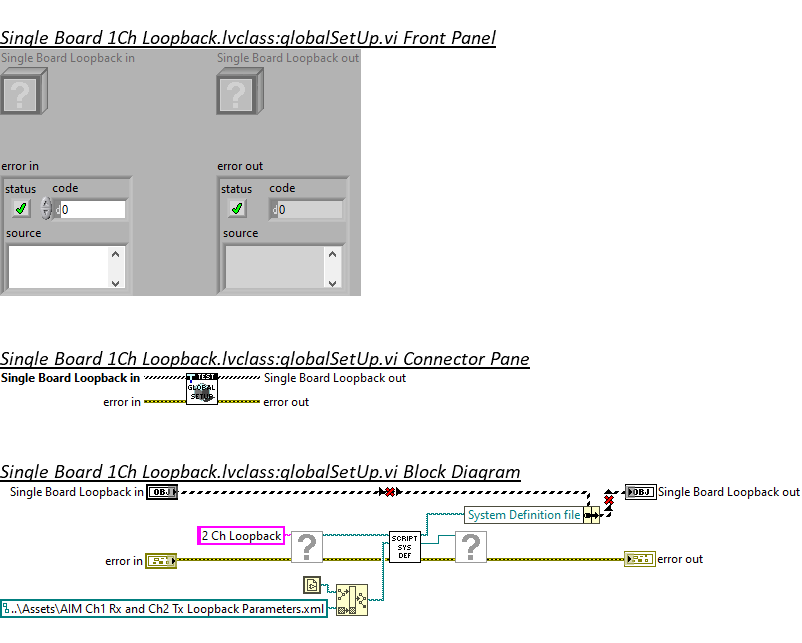 Single Board 1Ch Loopback.lvclass:globalSetUp.vi Front Panel
Single Board Loopback in
Single Board Loopback out
?
?
error in
error out
status code
status code
d 0
d 0
source
source
Single Board 1Ch Loopback.lvclass:globalSetUp.vi Connector Pane
Single Board Loopback in
TEST
GLOBAL
SETUP
Single Board Loopback out
error in
error out
Single Board 1Ch Loopback.lvclass:globalSetUp.vi Block Diagram
Single Board Loopback in
OBJ
OBJ
Single Board Loopback out
System Definition file
2 Ch Loopback
?
SCRIPT
SYS
DEF
?
error in
error out
..\Assets\AIM Ch1 Rx and Ch2 Tx Loopback Parameters.xml